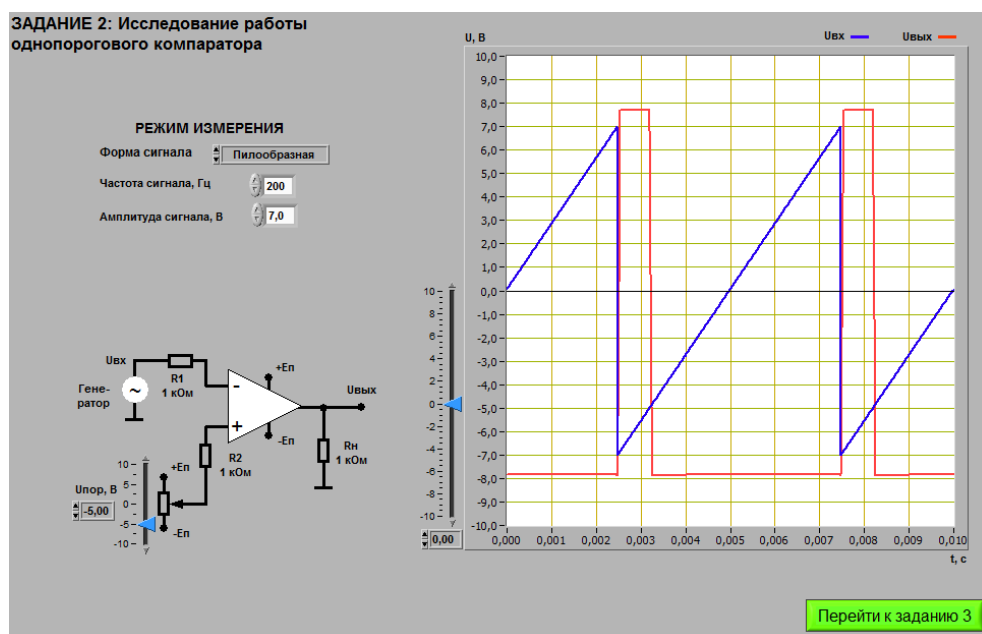 ЗАДАНИЕ 2: Исследование работы
однопорогового компаратора
РЕЖИМ ИЗМЕРЕНИЯ
Форма сигнала Пилообразная
Частота сигнала, Гц 200
Амплитуда сигнала, В 7,0
U, В
Uвх
Uвых
10,0
9,0
8,0
7,0
6,0
5,0
4,0
3,0
2,0
1,0
0,0
-1,0
-2,0
-3,0
-4,0
-5,0
-6,0
-7,0
-8,0
-9,0
-10,0
0,000 0,001 0,002 0,003 0,004 0,005 0,006 0,007 0,008 0,009 0,010
t, с
10
8
6
4
2
0
-2
-4
-6
-8
-10
0,00
Uвх
R1
1 кОм
Гене-
ратор
~
-
+
+Eп
-Eп
Uвых
Rн
1 кОм
R2
1 кОм
+Eп
-Eп
Uпор, В
-5,00
10
5
0
-5
-10
Перейти к заданию 3